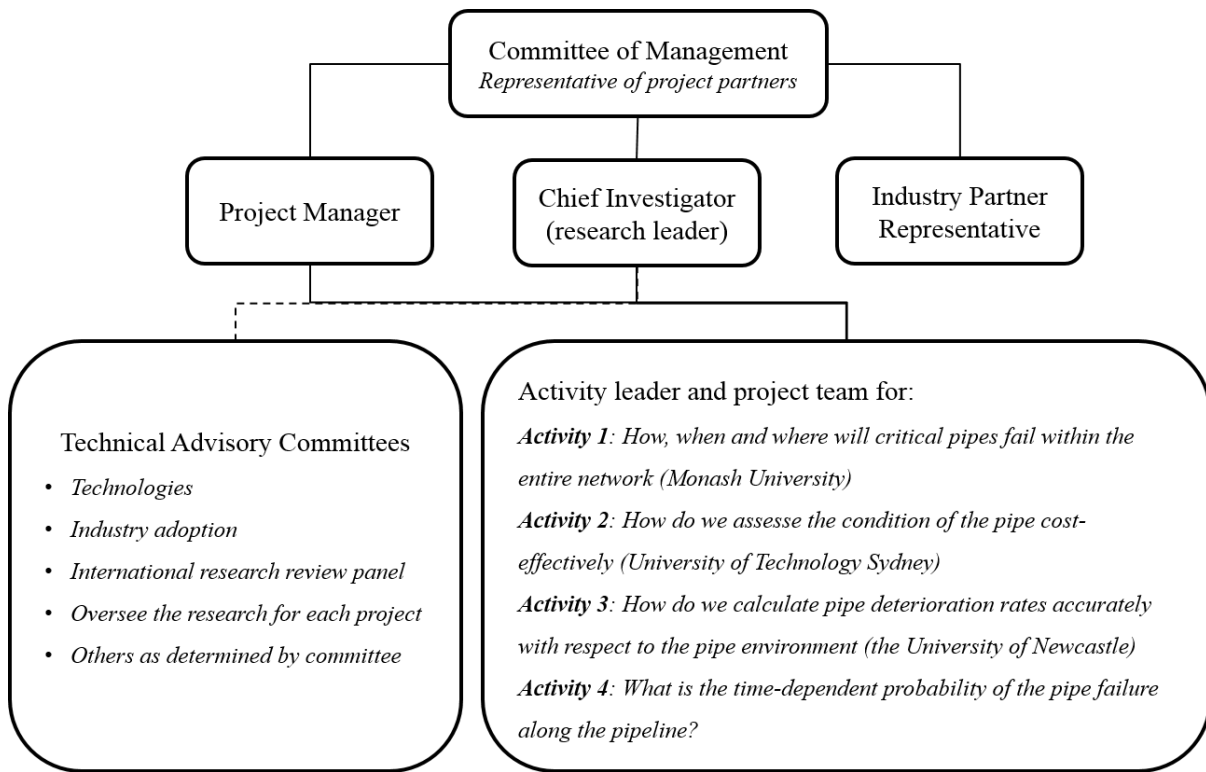 Committee of Management
Representative of project partners
Project Manager
Chief Investigator
(research leader)
Industry Partner
Representative
Technical Advisory Committees
• Technologies
• Industry adoption
• International research review panel
• Oversee the research for each project
• Others as determined by committee
Activity leader and project team for:
Activity 1: How, when and where will critical pipes fail within the
entire network (Monash University)
Activity 2: How do we assesse the condition of the pipe cost-
effectively (University of Technology Sydney)
Activity 3: How do we calculate pipe deterioration rates accurately
with respect to the pipe environment (the University of Newcastle)
Activity 4: What is the time-dependent probability of the pipe failure
along the pipeline?